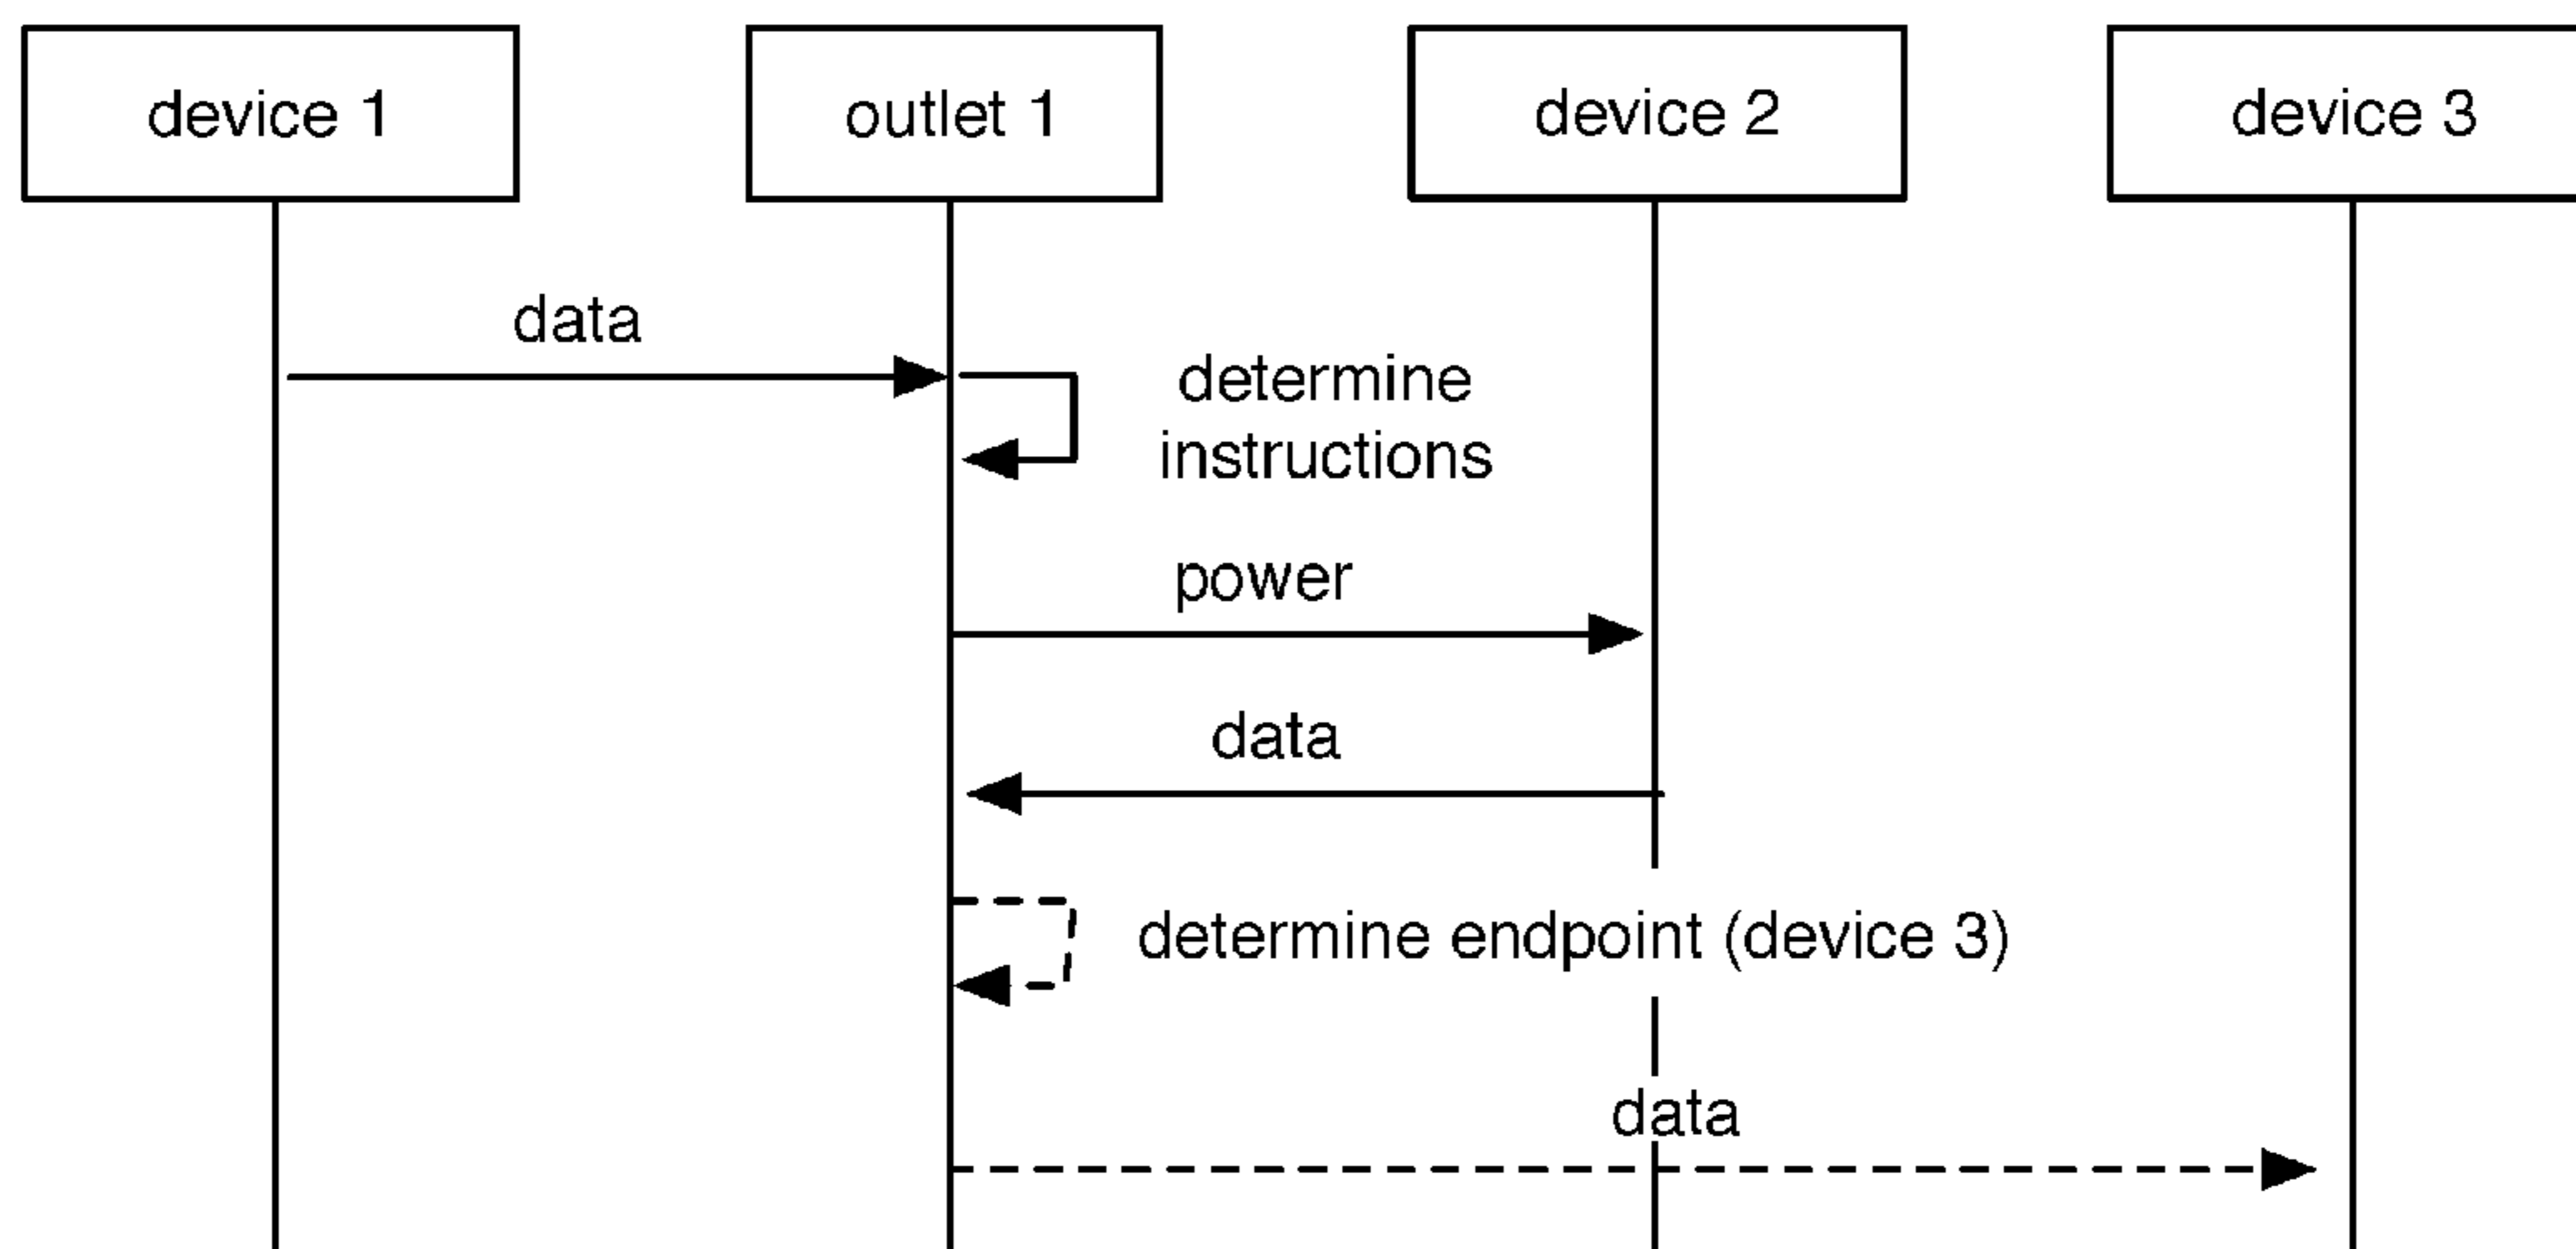 device 1
outlet 1
device 2
device 3
data
determine
instructions
power
data
determine endpoint (device 3)
data